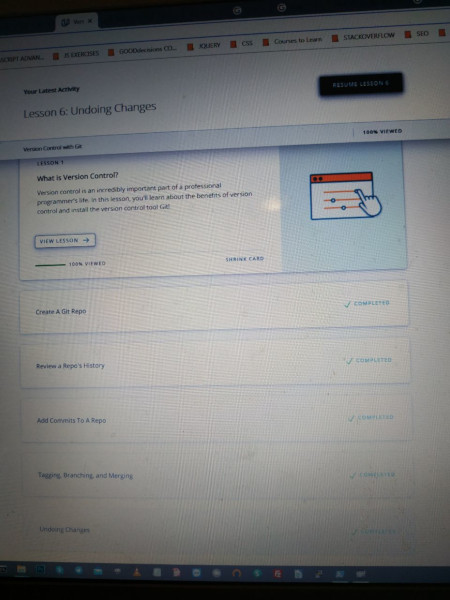 JS EXERCISES
GOODdecisions CO...
JQUERY
CSS
Courses to Learn
STACKOVERFLOW
SEO
Your Latest Activity
RESUME LESSON 6
Lesson 6: Undoing Changes
Version Control with Git
100% VIEWED
LESSON 1
What is Version Control?
Version control is an incredibly important part of a professional
programmer's life. In this lesson, you'll learn about the benefits of version
control and install the version control tool Git!
VIEW LESSON →
100% VIEWED
SHRINK CARD
Create A Git Repo
COMPLETED
Review a Repo's History
COMPLETED
Add Commits To A Repo
COMPLETED
Tagging, Branching, and Merging
COMPLETED
Undoing Changes
COMPLETED